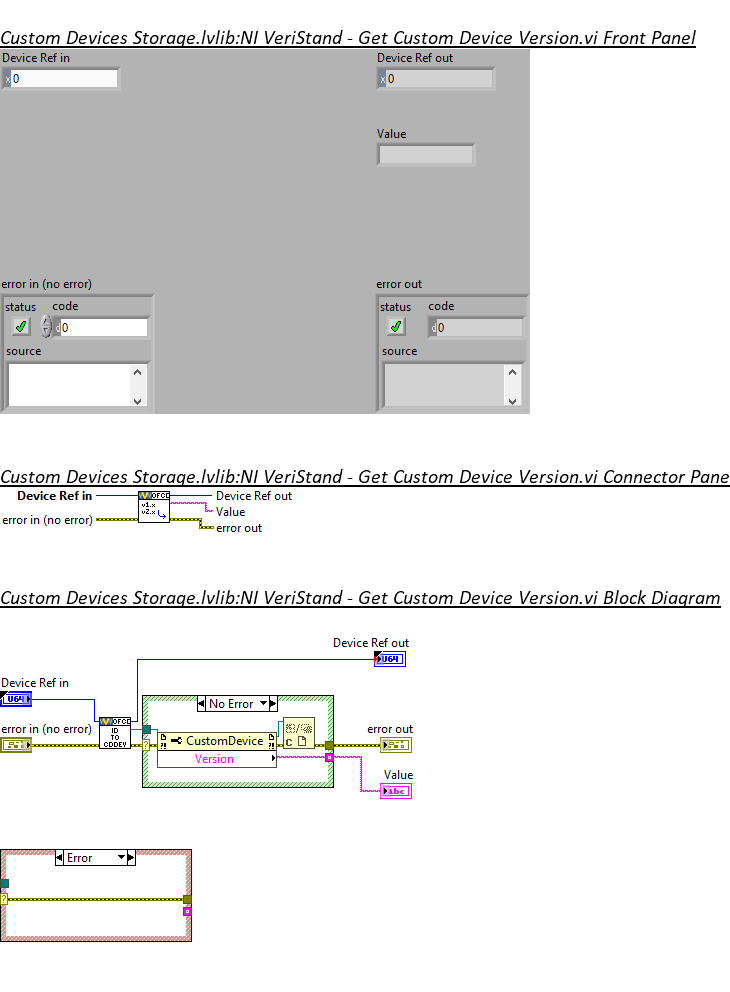 Custom Devices Storage.lvlib:NI VeriStand - Get Custom Device Version.vi Front Panel
Device Ref in
Device Ref out
x 0
x 0
Value
error in (no error)
error out
status code
status code
d 0
d 0
source
source
Custom Devices Storage.lvlib:NI VeriStand - Get Custom Device Version.vi Connector Pane
Device Ref in
Device Ref out
Value
error in (no error)
error out
v1.x
v2.x
Custom Devices Storage.lvlib:NI VeriStand - Get Custom Device Version.vi Block Diagram
Device Ref out
U64
Device Ref in
U64
No Error
error in (no error)
ID
TO
CDDEV
CustomDevice
Version
error out
Value
abc
Error